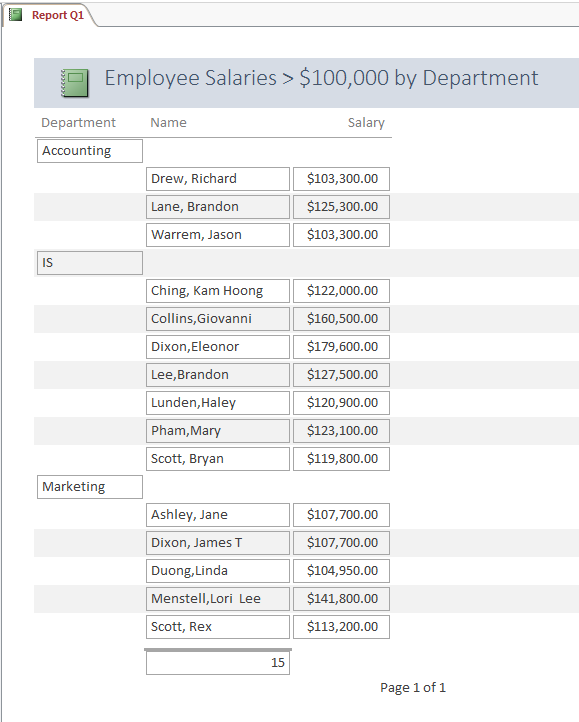 Report Q1
Employee Salaries > $100,000 by Department
Department Name Salary
Accounting
Drew, Richard $103,300.00
Lane, Brandon $125,300.00
Warrem, Jason $103,300.00
IS
Ching, Kam Hoong $122,000.00
Collins,Giovanni $160,500.00
Dixon,Eleonor $179,600.00
Lee,Brandon $127,500.00
Lunden,Haley $120,900.00
Pham,Mary $123,100.00
Scott, Bryan $119,800.00
Marketing
Ashley, Jane $107,700.00
Dixon, James T $107,700.00
Duong,Linda $104,950.00
Menstell,Lori  Lee $141,800.00
Scott, Rex $113,200.00
15
Page 1 of 1